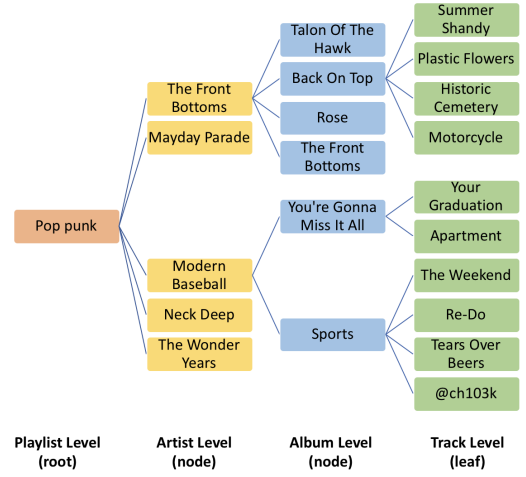 Pop punk
The Front
Bottoms
Mayday Parade
Modern
Baseball
Neck Deep
The Wonder
Years
Talon Of The
Hawk
Back On Top
Rose
The Front
Bottoms
You're Gonna
Miss It All
Sports
Summer
Shandy
Plastic Flowers
Historic
Cemetery
Motorcycle
Your
Graduation
Apartment
The Weekend
Re-Do
Tears Over
Beers
@ch103k
Playlist Level
(root)
Artist Level
(node)
Album Level
(node)
Track Level
(leaf)